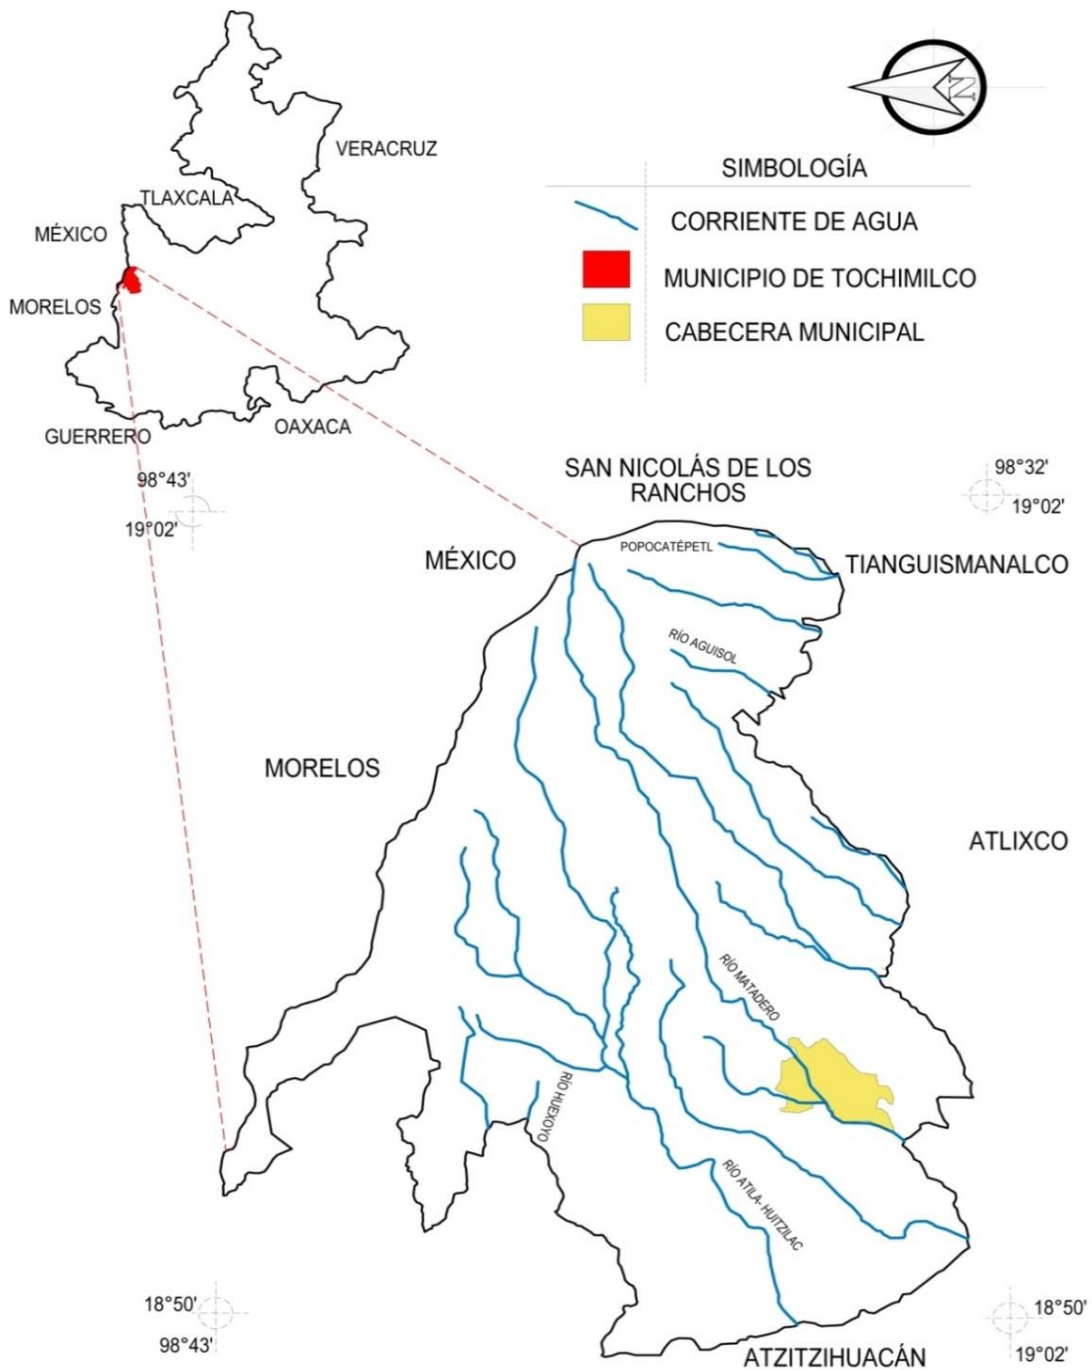 N
VERACRUZ
SIMBOLOGÍA
TLAXCALA
CORRIENTE DE AGUA
MÉXICO
MUNICIPIO DE TOCHIMILCO
MORELOS
CABECERA MUNICIPAL
OAXACA
GUERRERO
98°43'
19°02'
SAN NICOLÁS DE LOS
RANCHOS
98°32'
19°02'
POPOCATÉPETL
MÉXICO
TIANGUISMANALCO
RÍO AGUISOL
MORELOS
ATLIXCO
RÍO MATADERO
RÍO HUEXOYO
RÍO ATILA- HUITZILAC
18°50'
98°43'
18°50'
19°02'
ATZITZIHUACÁN